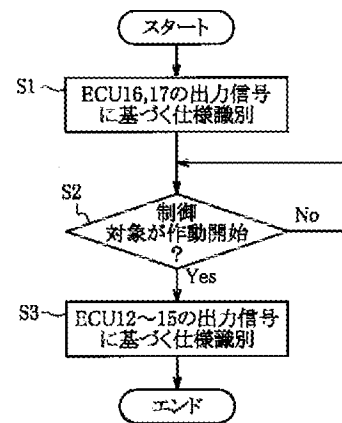 スタート
S1
ECU16,17の出力信号
に基づく仕様識別
S2
制御
対象が作動開始
?
No
Yes
S3
ECU12～15の出力信号
に基づく仕様識別
エンド